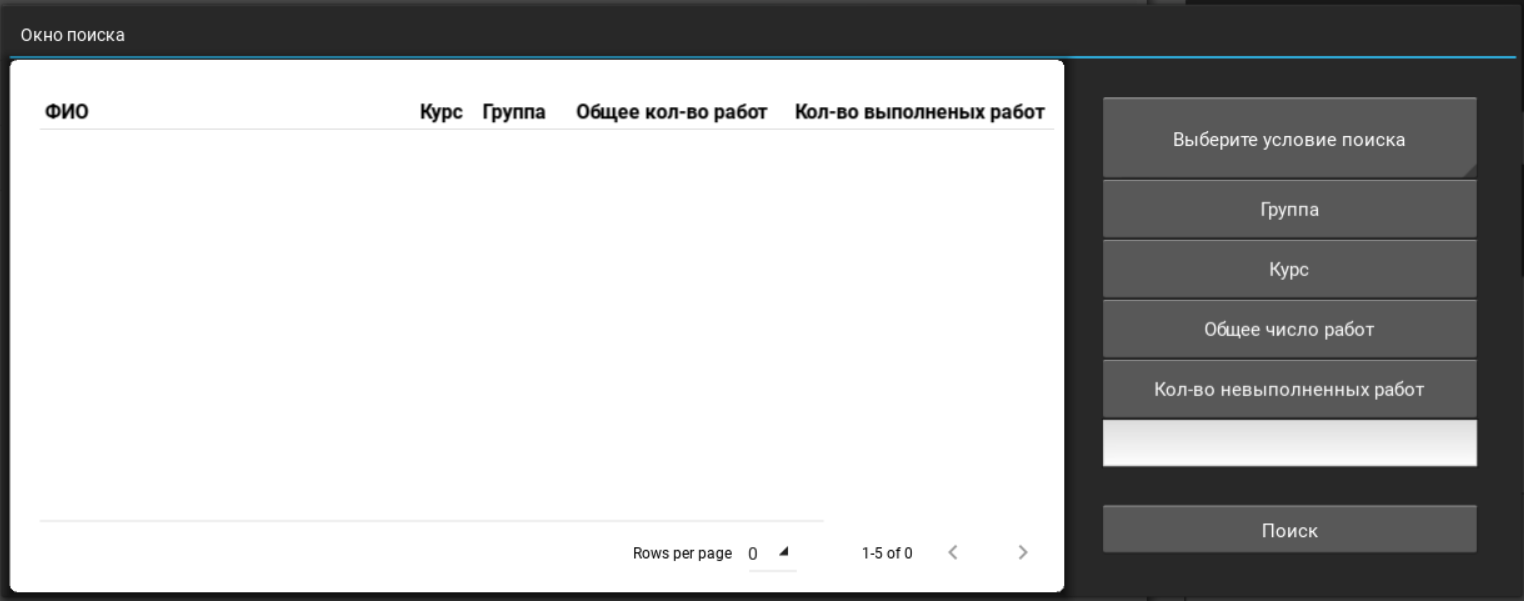 Окно поиска
ФИО Курс Группа Общее кол-во работ Кол-во выполненых работ
Выберите условие поиска
Группа
Курс
Общее число работ
Кол-во невыполненных работ
Поиск
Rows per page 0 1-5 of 0